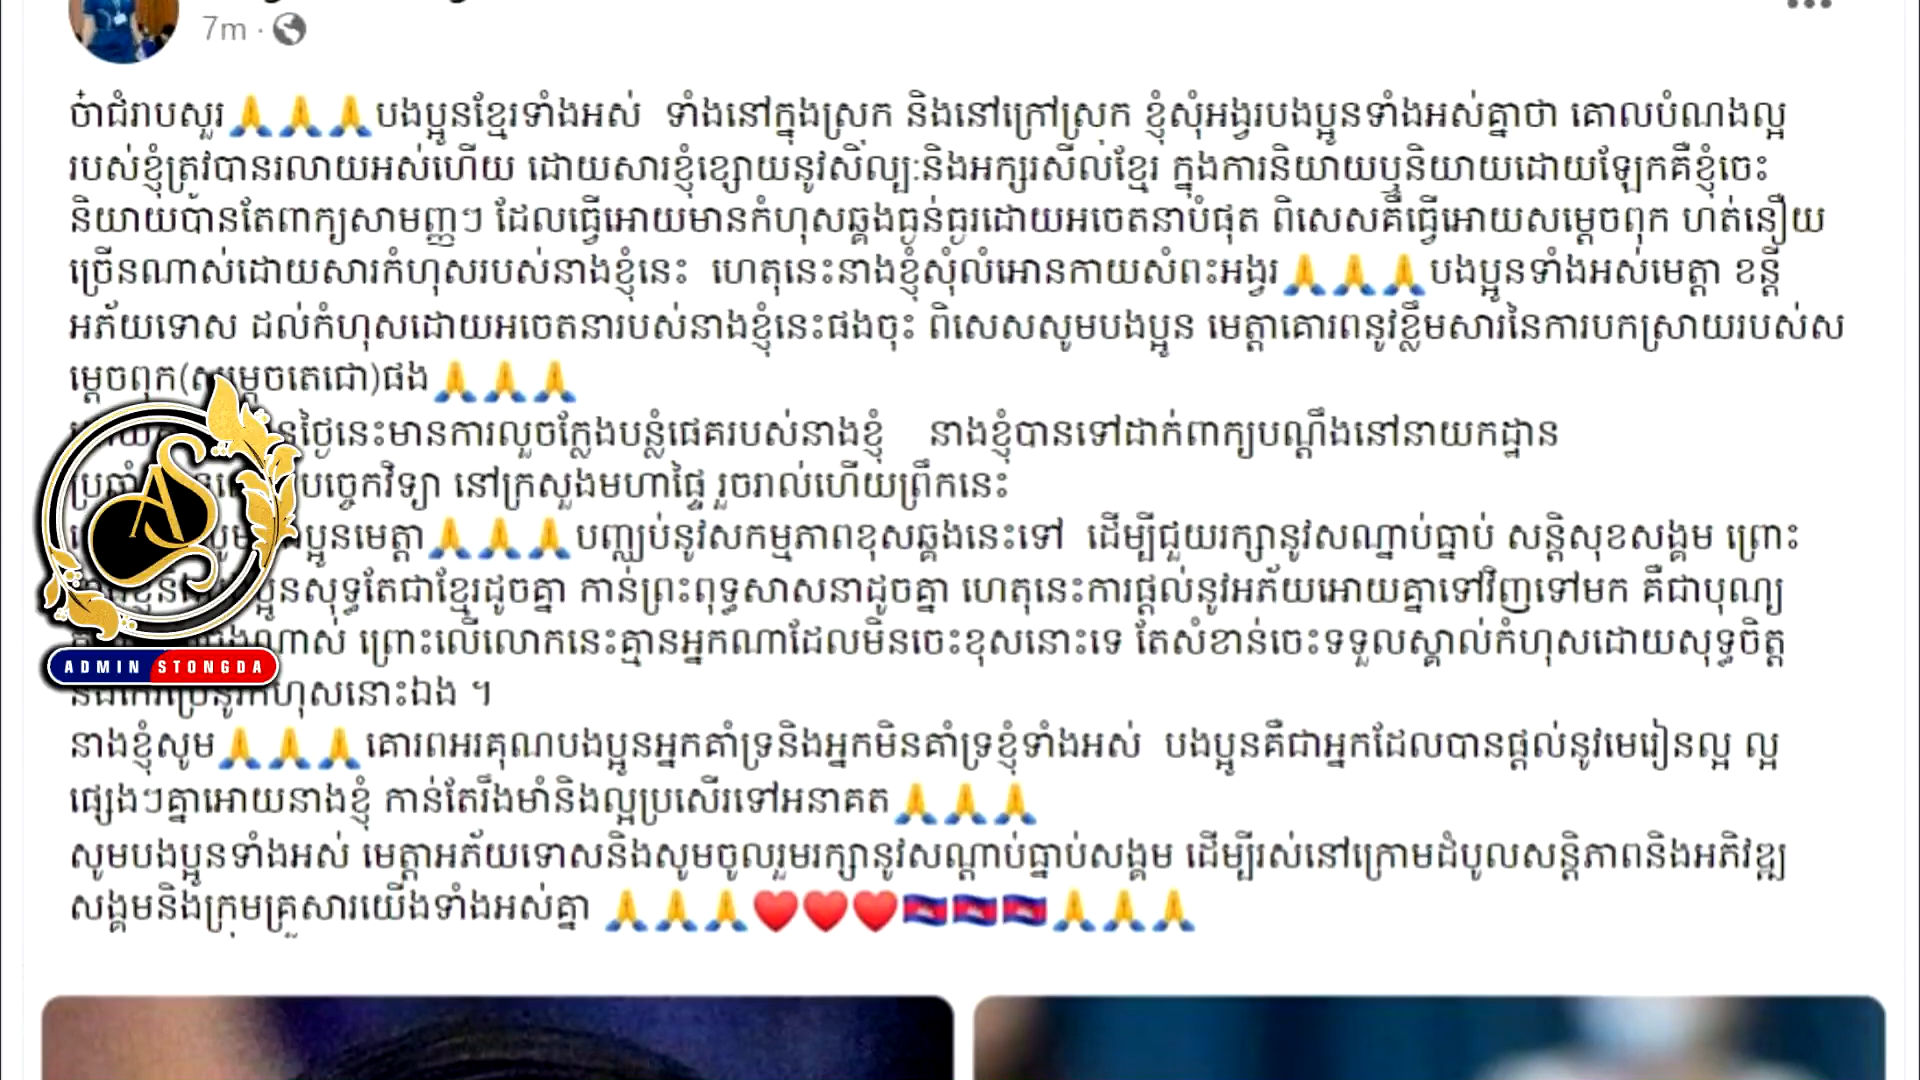 7m ·
ច៎ាជំរាបសួរ🙏🙏🙏បងប្អូនខ្មែរទាំងអស់ ទាំងនៅក្នុងស្រុក និងនៅក្រៅស្រុក ខ្ញុំសុំអង្វរបងប្អូនទាំងអស់គ្នាថា គោលបំណងល្អ
របស់ខ្ញុំត្រូវបានរលាយអស់ហើយ ដោយសារខ្ញុំខ្សោយនូវសិល្បៈនិងអក្សរសីលខ្មែរ ក្នុងការនិយាយឬនិយាយដោយឡែកគឺខ្ញុំចេះ
និយាយបានតែពាក្យសាមញ្ញៗ ដែលធ្វើអោយមានកំហុសឆ្គងធ្ងន់ធ្ងរដោយអចេតនាបំផុត ពិសេសគឺធ្វើអោយសម្តេចពុក ហត់នឿយ
ច្រើនណាស់ដោយសារកំហុសរបស់នាងខ្ញុំនេះ ហេតុនេះនាងខ្ញុំសុំលំអោនកាយសំពះអង្វរ🙏🙏🙏បងប្អូនទាំងអស់មេត្តា ខន្តី
អភ័យទោស ដល់កំហុសដោយអចេតនារបស់នាងខ្ញុំនេះផងចុះ ពិសេសសូមបងប្អូន មេត្តាគោរពនូវខ្លឹមសារនៃការបកស្រាយរបស់ស
ម្តេចពុក(សម្តេចតេជោ)ផង🙏🙏🙏
ថ្ងៃនេះមានការលួចក្លែងបន្លំផេគរបស់នាងខ្ញុំ នាងខ្ញុំបានទៅដាក់ពាក្យបណ្តឹងនៅនាយកដ្ឋាន
បច្ចេកវិទ្យា នៅក្រសួងមហាផ្ទៃ រួចរាល់ហើយព្រឹកនេះ
ប្អូនមេត្តា🙏🙏🙏បញ្ឈប់នូវសកម្មភាពខុសឆ្គងនេះទៅ ដើម្បីជួយរក្សានូវសណ្នាប់ធ្នាប់ សន្តិសុខសង្គម ព្រោះ
ប្អូនសុទ្ធតែជាខ្មែរដូចគ្នា កាន់ព្រះពុទ្ធសាសនាដូចគ្នា ហេតុនេះការផ្តល់នូវអភ័យអោយគ្នាទៅវិញទៅមក គឺជាបុណ្យ
ណាស់ ព្រោះលើលោកនេះគ្មានអ្នកណាដែលមិនចេះខុសនោះទេ តែសំខាន់ចេះទទួលស្គាល់កំហុសដោយសុទ្ធចិត្ត
និងកែប្រែនូវកំហុសនោះឯង ។
នាងខ្ញុំសូម🙏🙏🙏គោរពអរគុណបងប្អូនអ្នកគាំទ្រនិងអ្នកមិនគាំទ្រខ្ញុំទាំងអស់ បងប្អូនគឺជាអ្នកដែលបានផ្តល់នូវមេរៀនល្អ ល្អ
ផ្សេងៗគ្នាអោយនាងខ្ញុំ កាន់តែរឹងមាំនិងល្អប្រសើរទៅអនាគត🙏🙏🙏
សូមបងប្អូនទាំងអស់ មេត្តាអភ័យទោសនិងសូមចូលរួមរក្សានូវសណ្តាប់ធ្នាប់សង្គម ដើម្បីរស់នៅក្រោមដំបូលសន្តិភាពនិងអភិវឌ្ឍ
សង្គមនិងក្រុមគ្រួសារយើងទាំងអស់គ្នា 🙏🙏🙏❤️❤️❤️🇰🇭🇰🇭🇰🇭🙏🙏🙏
ADMIN STONGDA